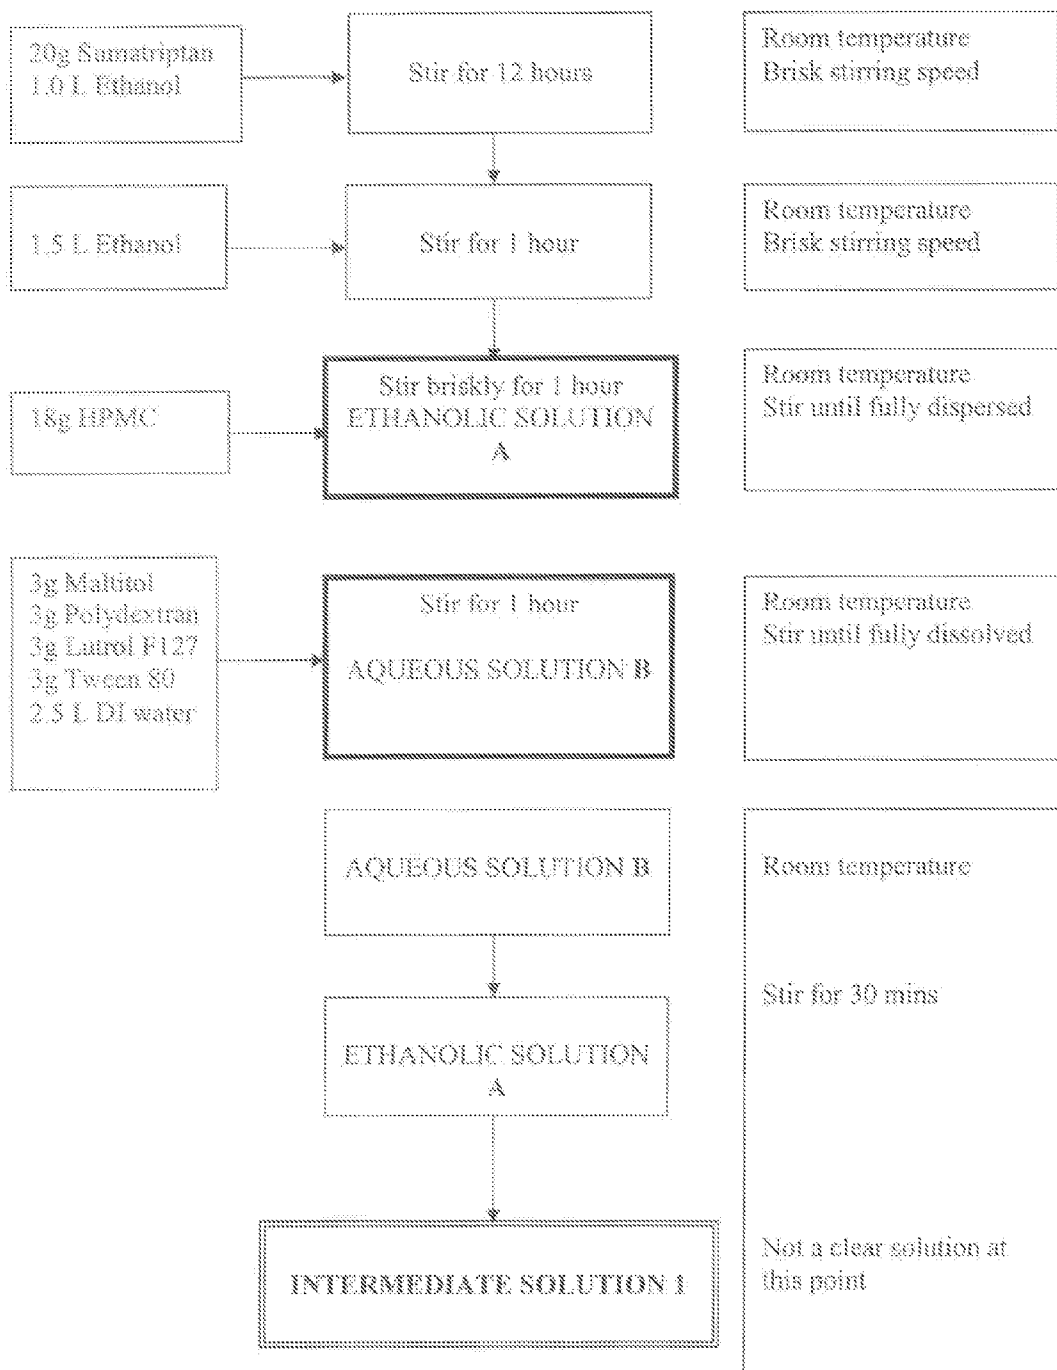 20g Sumatriptan
1.0 L Ethanol
Stir for 12 hours
Room temperature
Brisk stirring speed
1.5 L Ethanol
Stir for 1 hour
Room temperature
Brisk stirring speed
18g HPMC
Stir briskly for 1 hour
ETHANOLIC SOLUTION
A
Room temperature
Stir until fully dispersed
3g Maltitol
3g Polydextran
3g Lutrol F127
3g Tween 80
2.5 L DI water
Stir for 1 hour
AQUEOUS SOLUTION B
Room temperature
Stir until fully dissolved
AQUEOUS SOLUTION B
Room temperature
Stir for 30 mins
ETHANOLIC SOLUTION
A
INTERMEDIATE SOLUTION 1
Not a clear solution at
this point